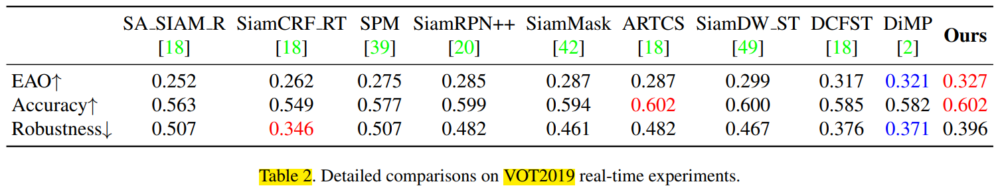 SA_SIAM_R SiamCRF_RT SPM SiamRPN++ SiamMask ARTCS SiamDW_ST DCFST DiMP Ours
[18] [18] [39] [20] [42] [18] [49] [18] [2]
EAO↑ 0.252 0.262 0.275 0.285 0.287 0.287 0.299 0.317 0.321 0.327
Accuracy↑ 0.563 0.549 0.577 0.599 0.594 0.602 0.600 0.585 0.582 0.602
Robustness↓ 0.507 0.346 0.507 0.482 0.461 0.482 0.467 0.376 0.371 0.396
Table 2. Detailed comparisons on VOT2019 real-time experiments.